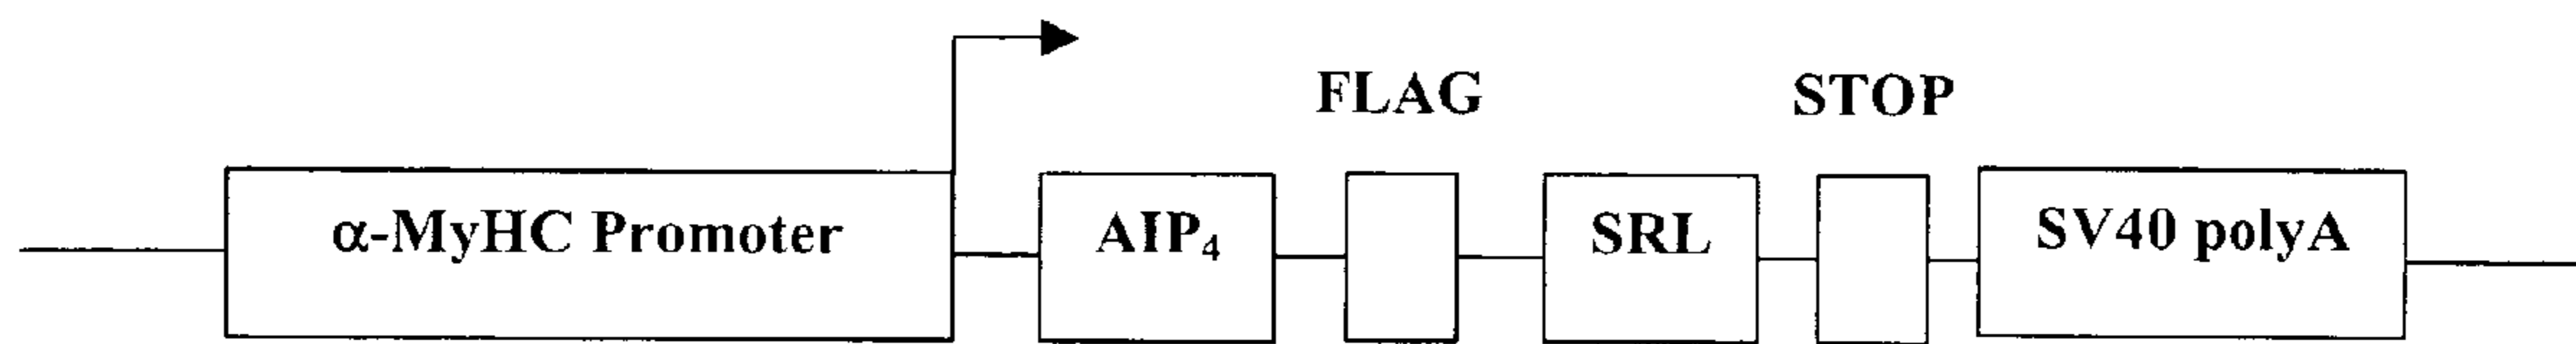 FLAG STOP
α-MyHC Promoter AIP₄ SRL SV40 polyA